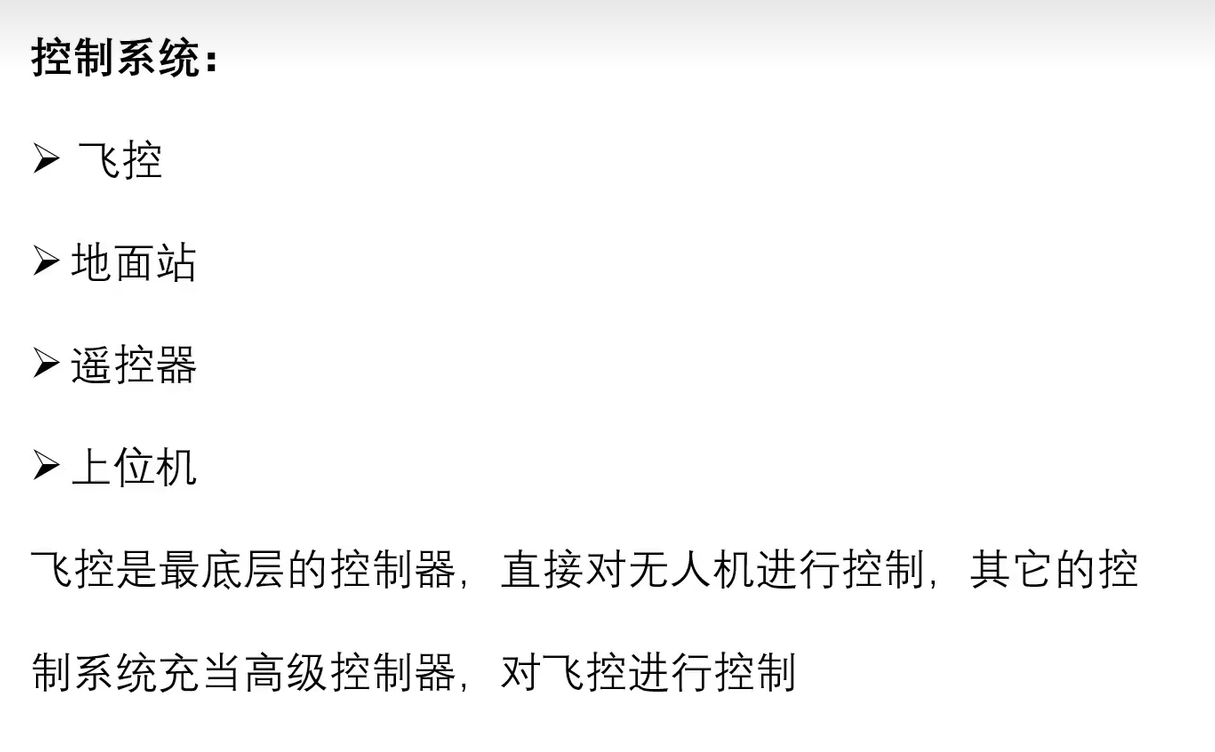 控制系统：
➢ 飞控
➢ 地面站
➢ 遥控器
➢ 上位机
飞控是最底层的控制器，直接对无人机进行控制，其它的控
制系统充当高级控制器，对飞控进行控制